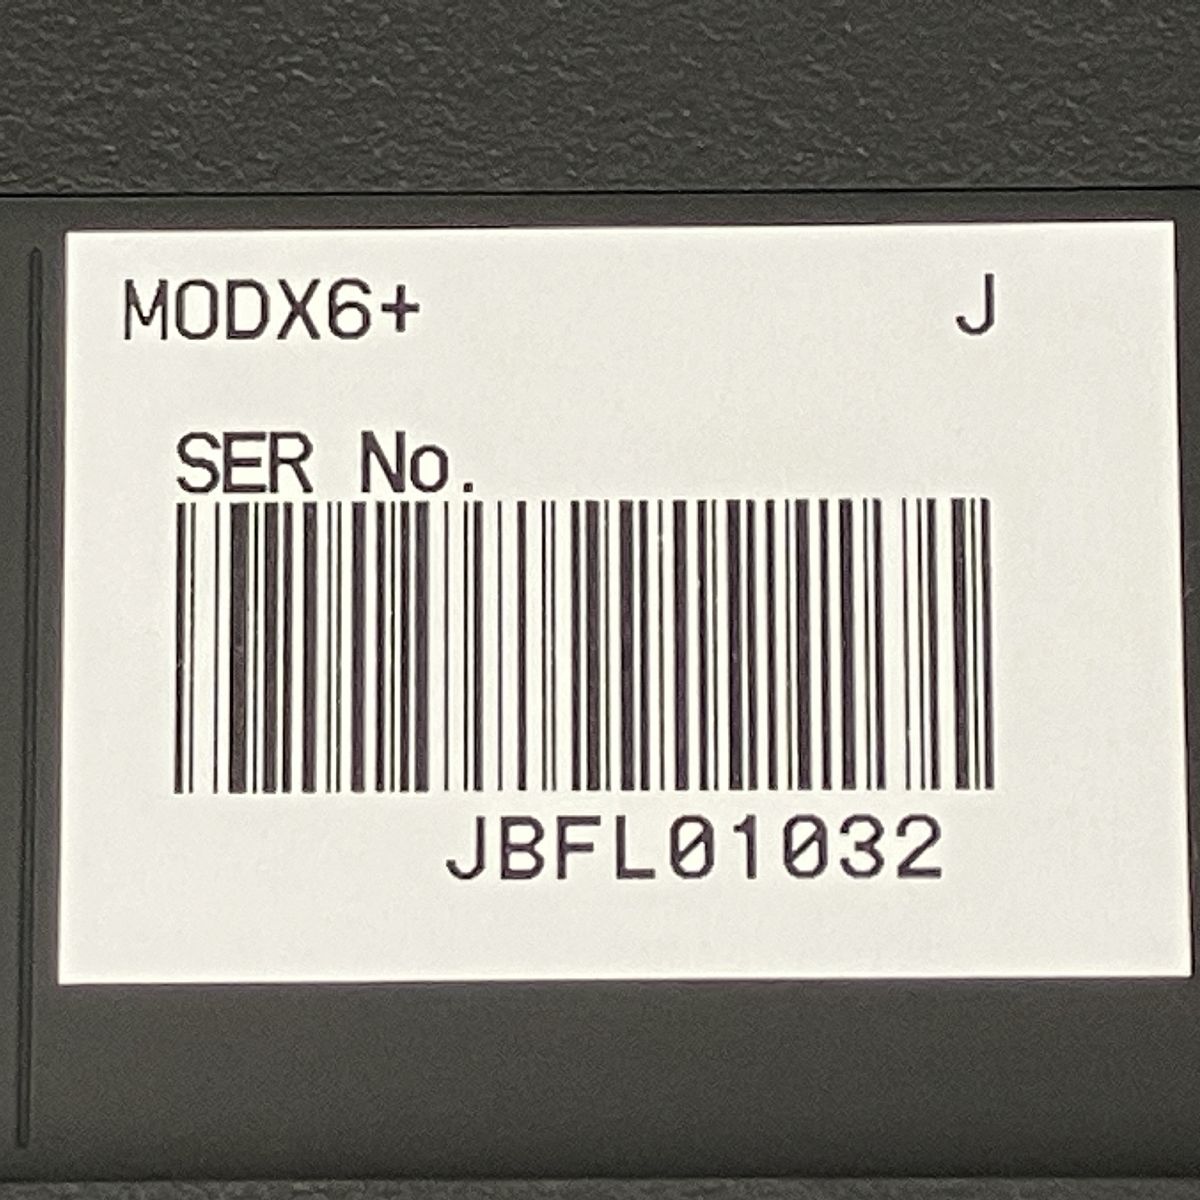 MODX6+ J
SER No.
JBFL01032